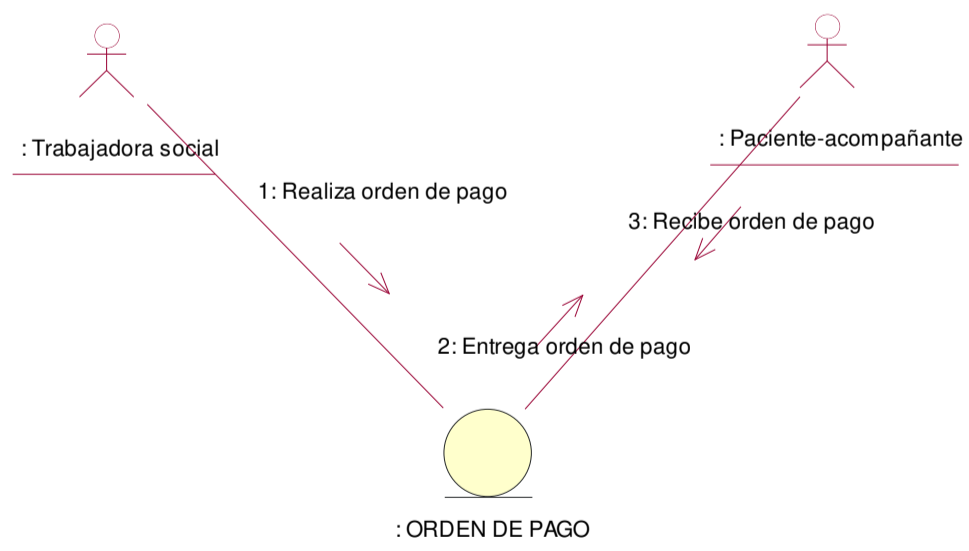 : Trabajadora social
: Paciente-acompañante
1: Realiza orden de pago
3: Recibe orden de pago
2: Entrega orden de pago
: ORDEN DE PAGO